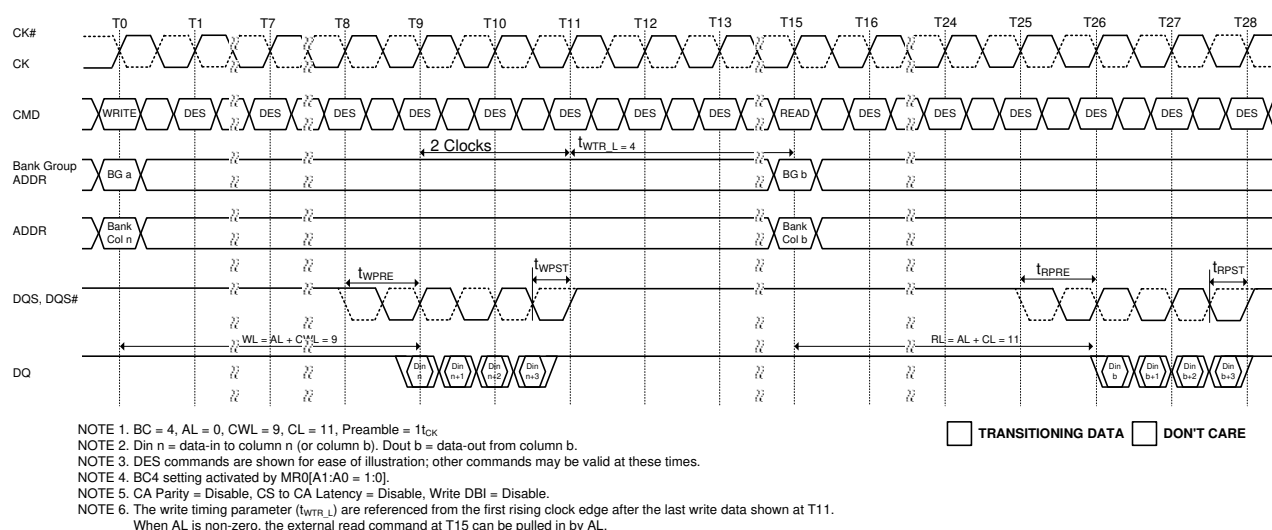 T0 T1 T7 T8 T9 T10 T11 T12 T13 T15 T16 T24 T25 T26 T27 T28
CK#
CK
CMD WRITE DES DES DES DES DES DES DES DES READ DES DES DES DES DES DES
2 Clocks tWTR_L = 4
Bank Group
ADDR
BG a BG b
ADDR
Bank
Col n
Bank
Col b
tWPRE tWPST tRPRE tRPST
DQS, DQS#
WL = AL + CWL = 9 RL = AL + CL = 11
DQ
Din
n
Din
n+1
Din
n+2
Din
n+3
Din
b
Din
b+1
Din
b+2
Din
b+3
NOTE 1. BC = 4, AL = 0, CWL = 9, CL = 11, Preamble = 1tCK
NOTE 2. Din n = data-in to column n (or column b). Dout b = data-out from column b.
NOTE 3. DES commands are shown for ease of illustration; other commands may be valid at these times.
NOTE 4. BC4 setting activated by MR0[A1:A0 = 1:0].
NOTE 5. CA Parity = Disable, CS to CA Latency = Disable, Write DBI = Disable.
NOTE 6. The write timing parameter (tWTR_L) are referenced from the first rising clock edge after the last write data shown at T11.
When AL is non-zero, the external read command at T15 can be pulled in by AL.
TRANSITIONING DATA DON'T CARE